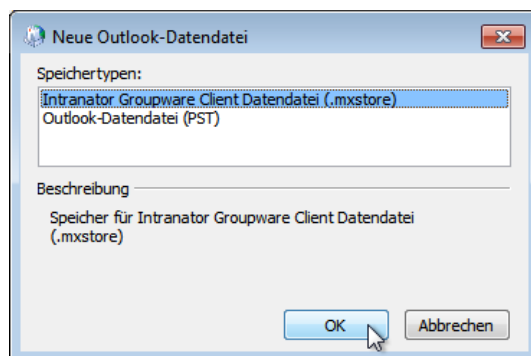 Neue Outlook-Datendatei
Speichertypen:
Intranator Groupware Client Datendatei (.mxstore)
Outlook-Datendatei (PST)
Beschreibung
Speicher für Intranator Groupware Client Datendatei
(.mxstore)
OK
Abbrechen